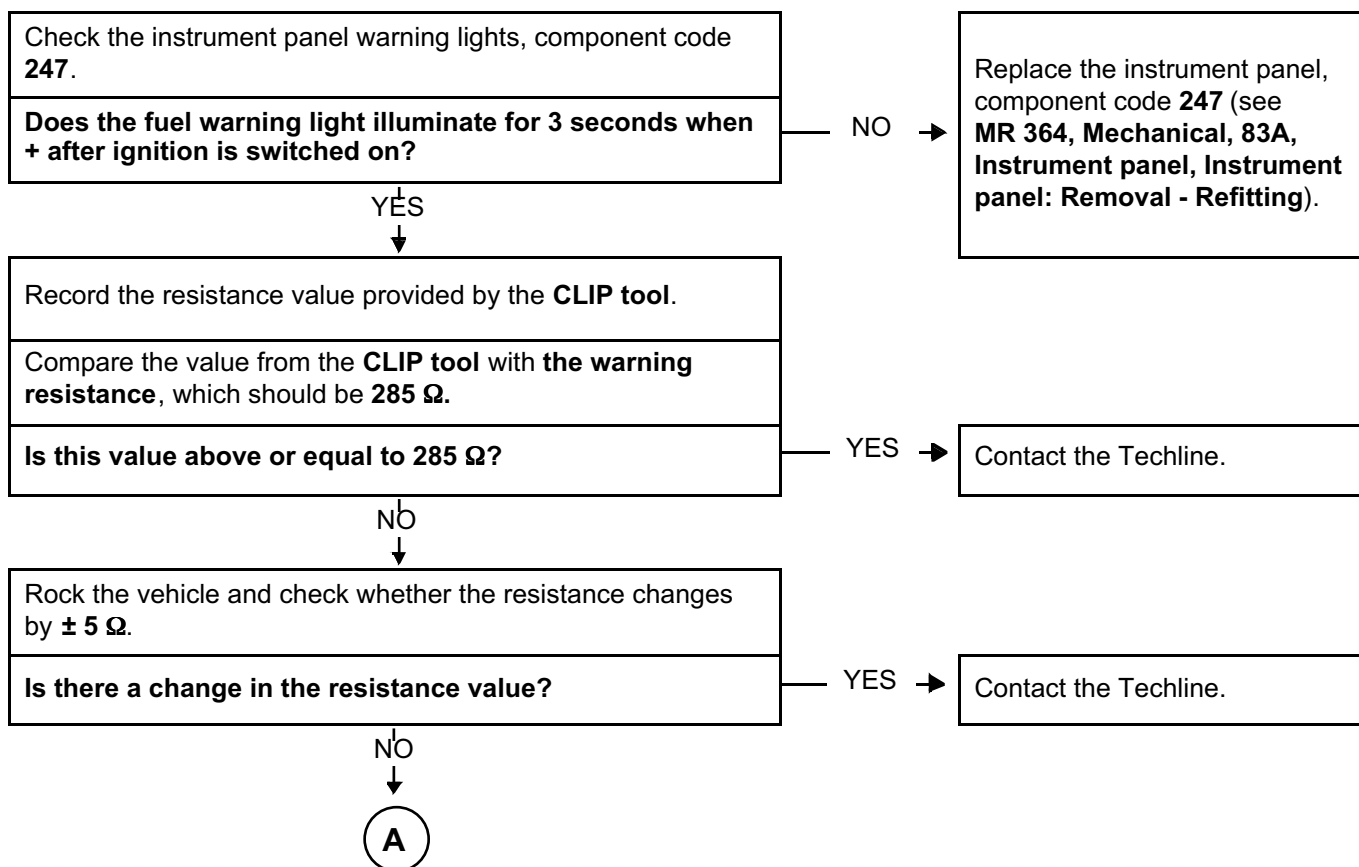 Check the instrument panel warning lights, component code
247.
Does the fuel warning light illuminate for 3 seconds when
+ after ignition is switched on?
NO
Replace the instrument panel,
component code 247 (see
MR 364, Mechanical, 83A,
Instrument panel, Instrument
panel: Removal - Refitting).
YES
Record the resistance value provided by the CLIP tool.
Compare the value from the CLIP tool with the warning
resistance, which should be 285 Ω.
Is this value above or equal to 285 Ω?
YES
Contact the Techline.
NO
Rock the vehicle and check whether the resistance changes
by ± 5 Ω.
Is there a change in the resistance value?
YES
Contact the Techline.
NO
A